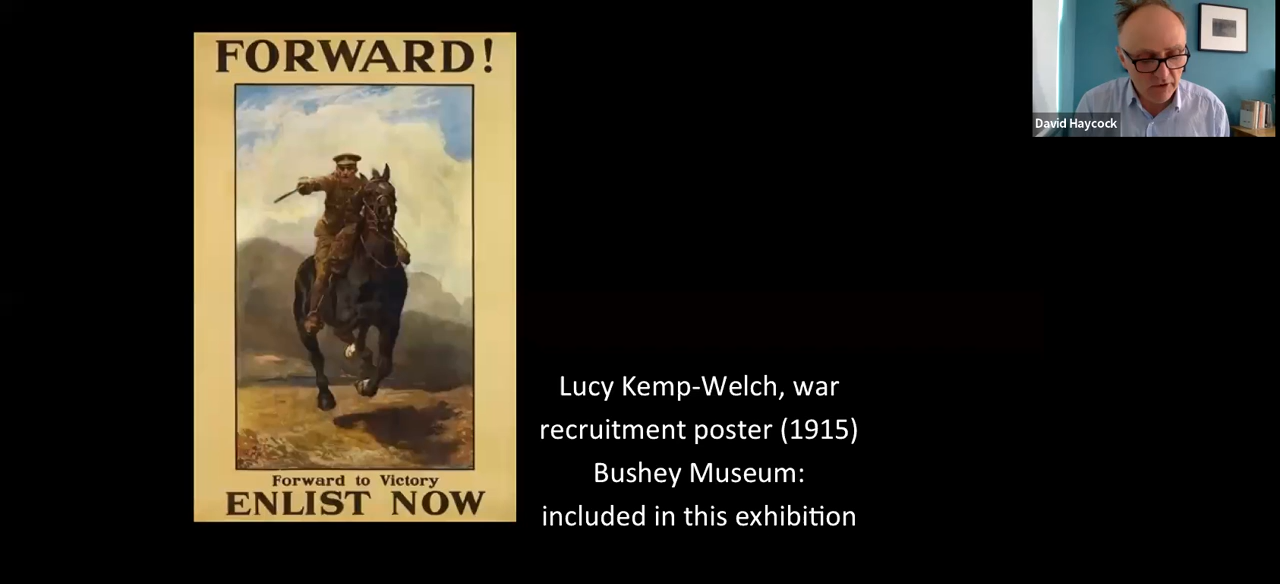 FORWARD!
Forward to Victory
ENLIST NOW
Lucy Kemp-Welch, war
recruitment poster (1915)
Bushey Museum:
included in this exhibition
David Haycock